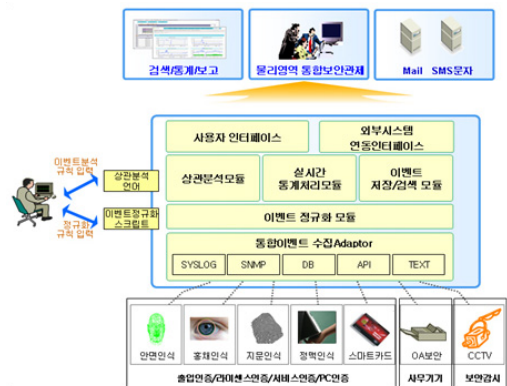 검색/통계/보고
물리영역 통합보안관제
Mail SMS문자
사용자 인터페이스
외부시스템
연동인터페이스
이벤트분석
규칙 입력
상관분석
언어
상관분석모듈
실시간
통계처리모듈
이벤트
저장/검색 모듈
이벤트정규화
스크립트
정규화
규칙 입력
이벤트 정규화 모듈
통합이벤트 수집Adaptor
SYSLOG
SNMP
DB
API
TEXT
안면인식
홍채인식
지문인식
정맥인식
스마트카드
OA보안
CCTV
출입인증/라이센스인증/서비스인증/PC인증
사무기기
보안감시